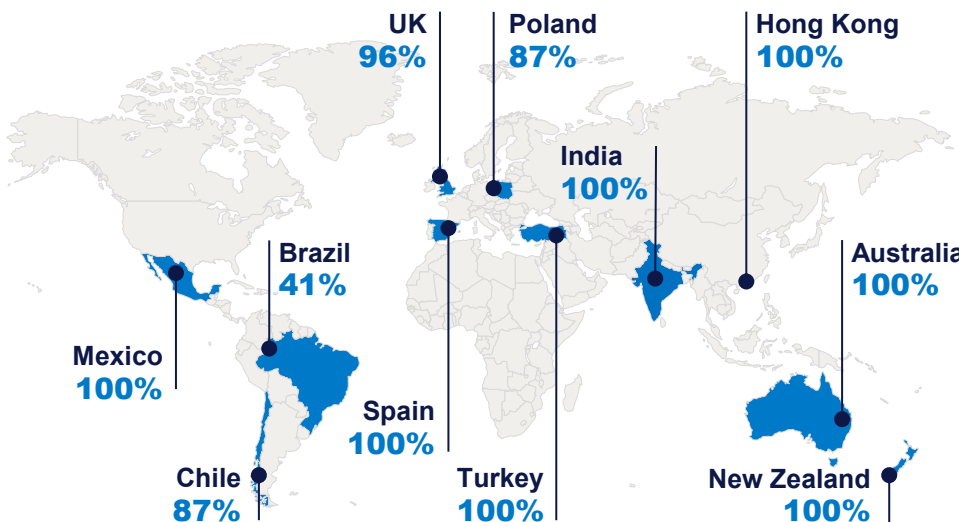 UK
96%
Poland
87%
Hong Kong
100%
India
100%
Brazil
41%
Australia
100%
Mexico
100%
Spain
100%
Chile
87%
Turkey
100%
New Zealand
100%